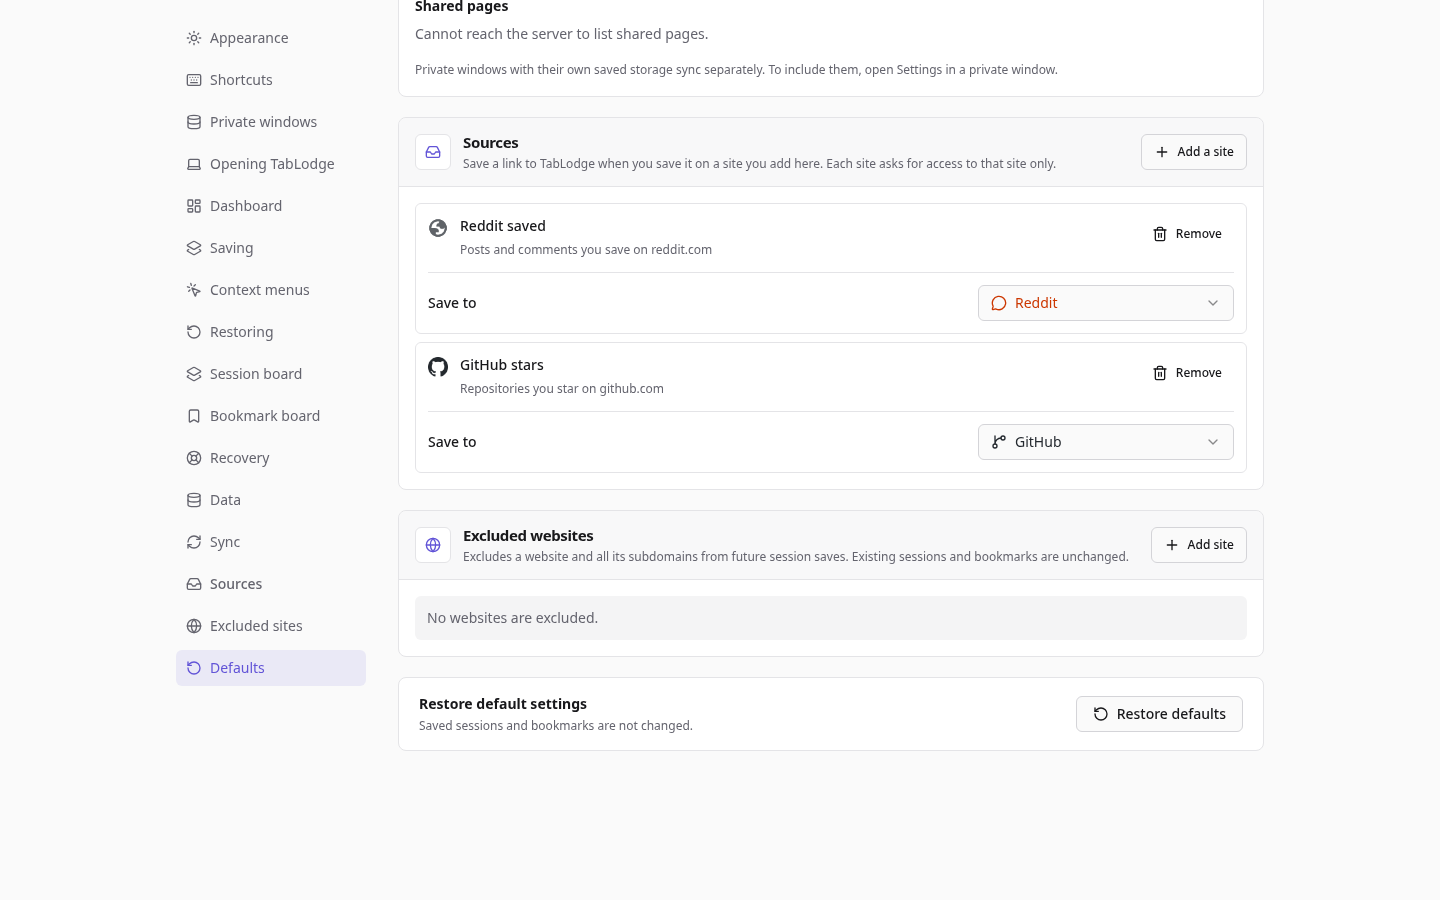 Appearance
Shortcuts
Private windows
Opening TabLodge
Dashboard
Saving
Context menus
Restoring
Session board
Bookmark board
Recovery
Data
Sync
Sources
Excluded sites
Defaults
Shared pages
Cannot reach the server to list shared pages.
Private windows with their own saved storage sync separately. To include them, open Settings in a private window.
Sources
Save a link to TabLodge when you save it on a site you add here. Each site asks for access to that site only.
Add a site
Reddit saved
Posts and comments you save on reddit.com
Remove
Save to
Reddit
GitHub stars
Repositories you star on github.com
Remove
Save to
GitHub
Excluded websites
Excludes a website and all its subdomains from future session saves. Existing sessions and bookmarks are unchanged.
Add site
No websites are excluded.
Restore default settings
Saved sessions and bookmarks are not changed.
Restore defaults